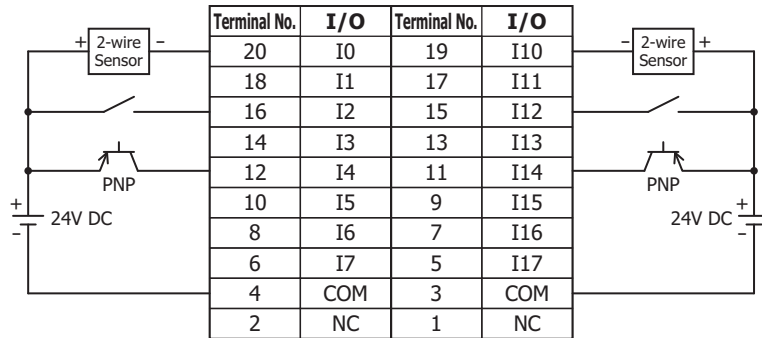 Terminal No. I/O Terminal No. I/O
+ 2-wire Sensor – 20 I0 19 I10 – 2-wire Sensor +
18 I1 17 I11
16 I2 15 I12
14 I3 13 I13
12 I4 11 I14
PNP PNP
10 I5 9 I15
+ – 24V DC 24V DC + –
8 I6 7 I16
6 I7 5 I17
4 COM 3 COM
2 NC 1 NC